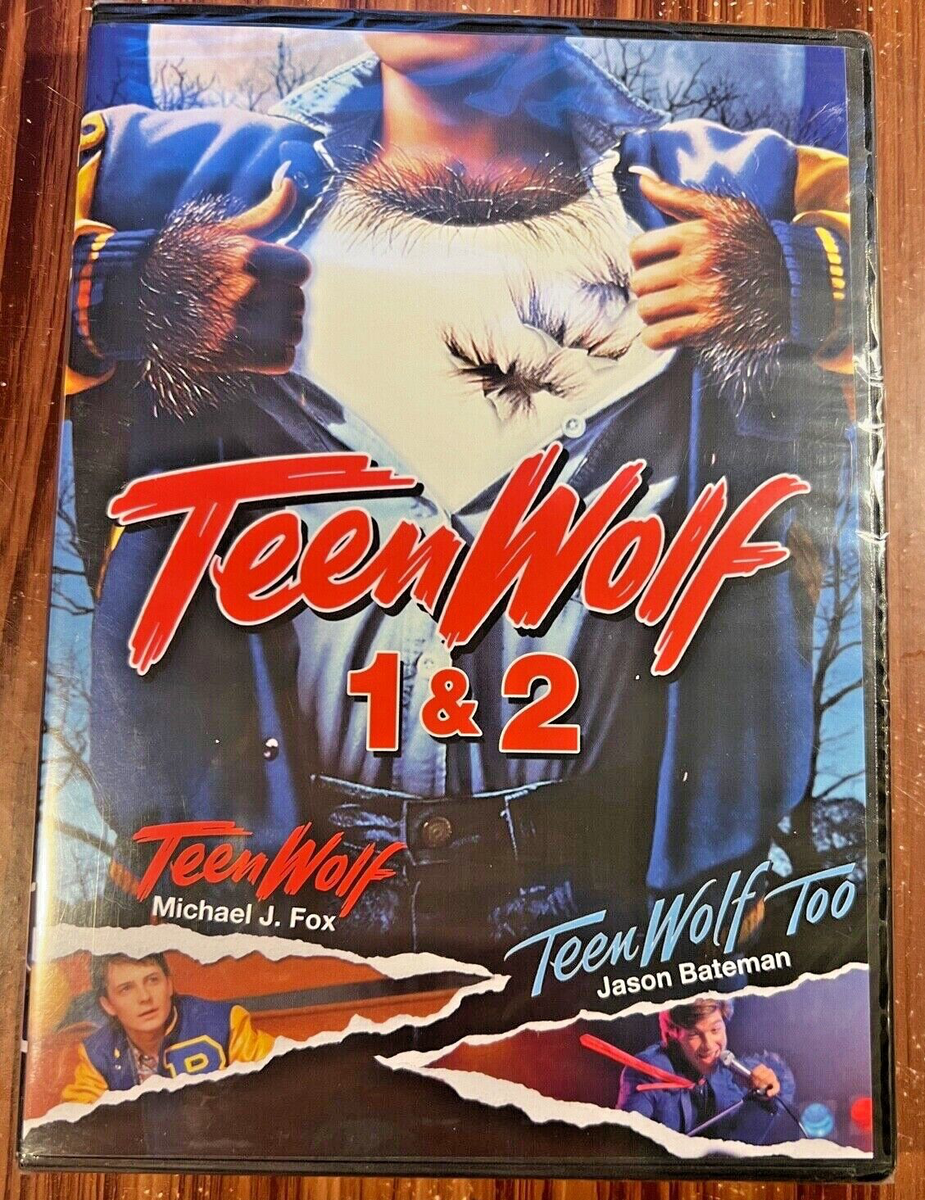 Teen Wolf
1 & 2
Teen Wolf
Michael J. Fox
Teen Wolf Too
Jason Bateman
B